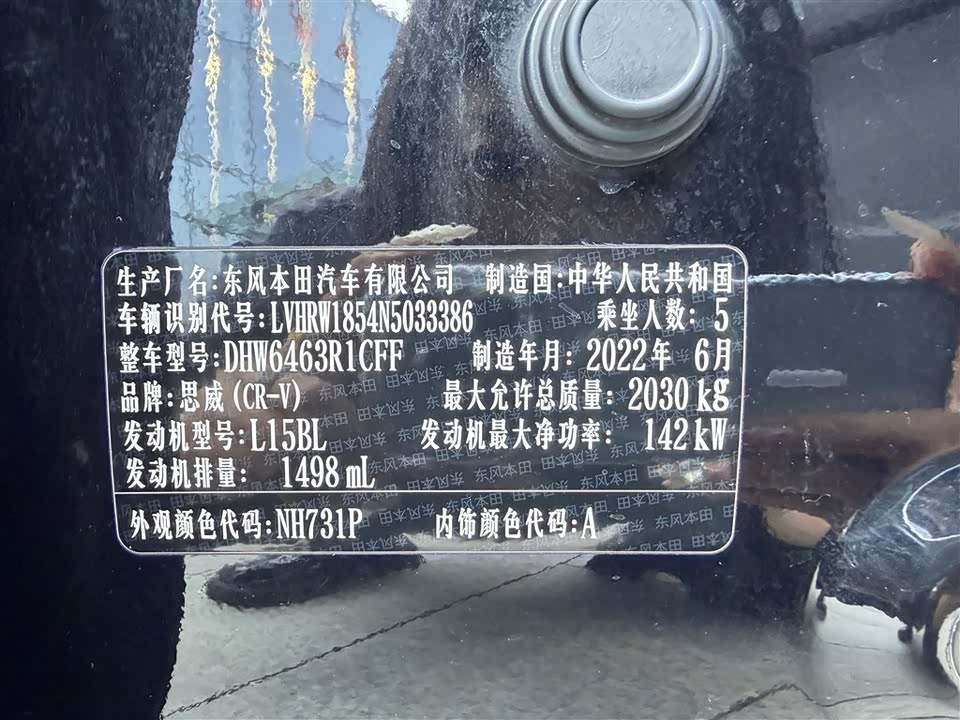 生产厂名:东风本田汽车有限公司 制造国:中华人民共和国
车辆识别代号:LVHRW1854N5033386 乘坐人数: 5
整车型号:DHW6463R1CFF 制造年月: 2022年 6月
品牌:思威(CR-V) 最大允许总质量: 2030kg
发动机型号:L15BL 发动机最大净功率: 142kW
发动机排量: 1498mL
外观颜色代码:NH731P 内饰颜色代码:A